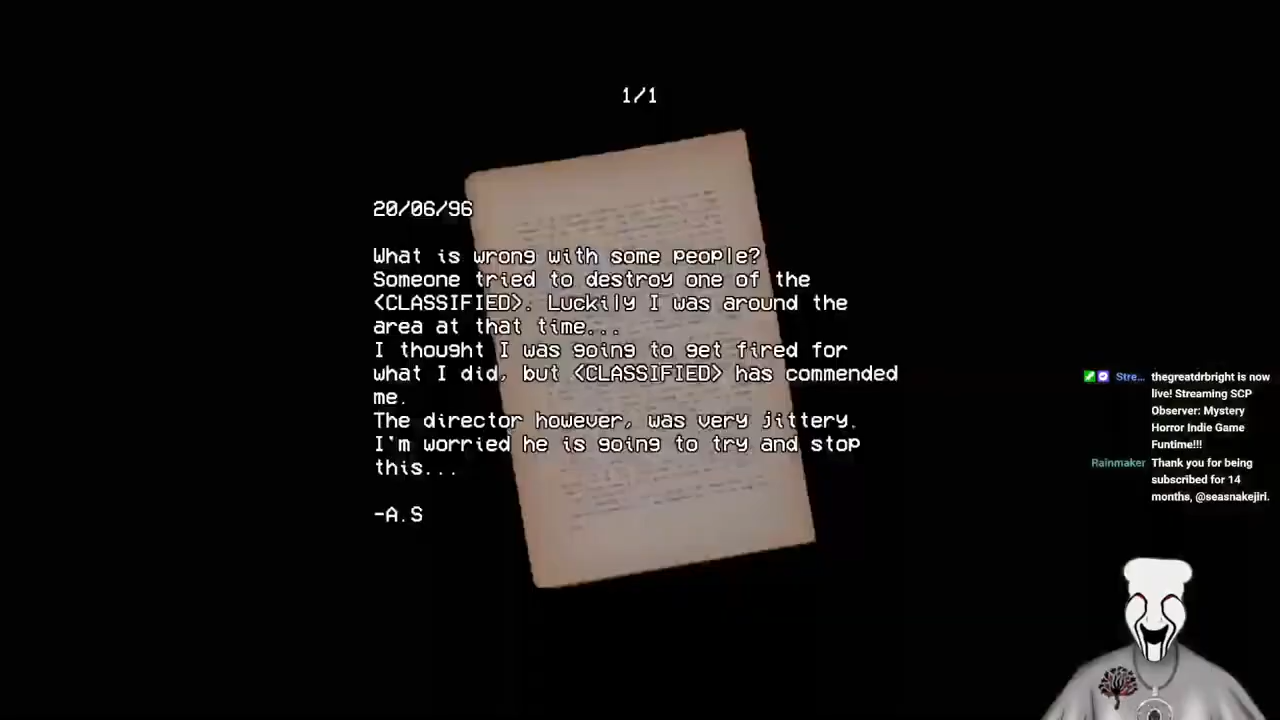 1/1
20/06/96
What is wrong with some people?
Someone tried to destroy one of the
<CLASSIFIED>. Luckily I was around the
area at that time...
I thought I was going to get fired for
what I did, but <CLASSIFIED> has commended
me.
The director however, was very jittery.
I'm worried he is going to try and stop
this...
-A.S
Stre... thegreatdrbright is now
live! Streaming SCP
Observer: Mystery
Horror Indie Game
Funtime!!!
Rainmaker Thank you for being
subscribed for 14
months, @seasnakejiri.